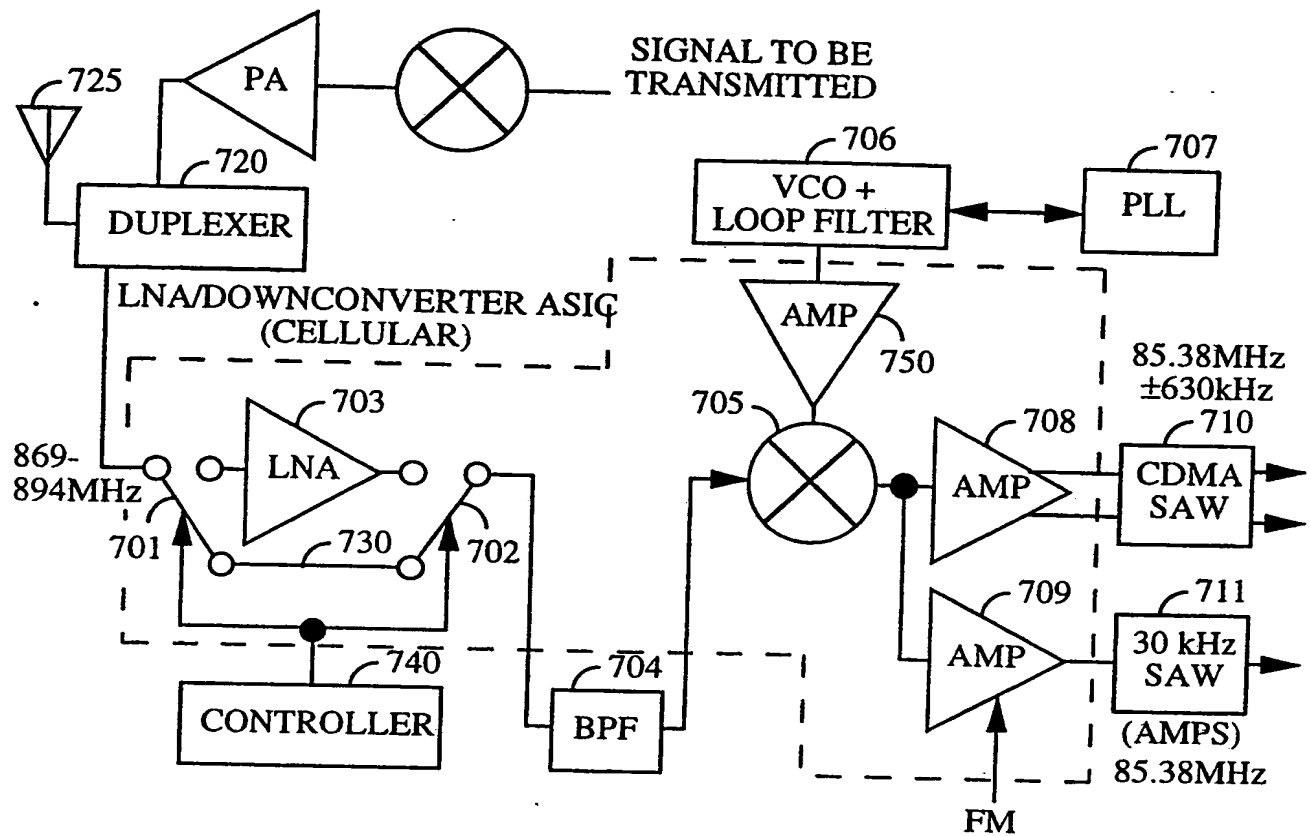 SIGNAL TO BE
TRANSMITTED
725
PA
720
DUPLEXER
706
VCO +
LOOP FILTER
707
PLL
LNA/DOWNCONVERTER ASIC
(CELLULAR)
AMP
750
85.38MHz
±630kHz
703
LNA
869-
894MHz
701
730
702
705
708
AMP
710
CDMA
SAW
709
AMP
711
30 kHz
SAW
(AMPS)
85.38MHz
740
CONTROLLER
704
BPF
FM